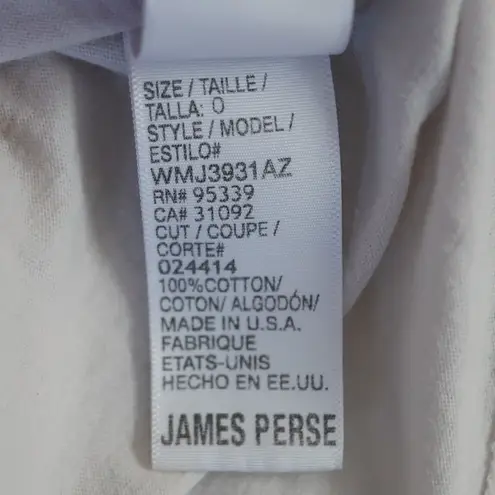 SIZE / TAILLE /
TALLA: 0
STYLE / MODEL /
ESTILO#
WMJ3931AZ
RN# 95339
CA# 31092
CUT / COUPE /
CORTE#
024414
100%COTTON/
COTON/ ALGODÓN/
MADE IN U.S.A.
FABRIQUE
ETATS-UNIS
HECHO EN EE.UU.
JAMES PERSE